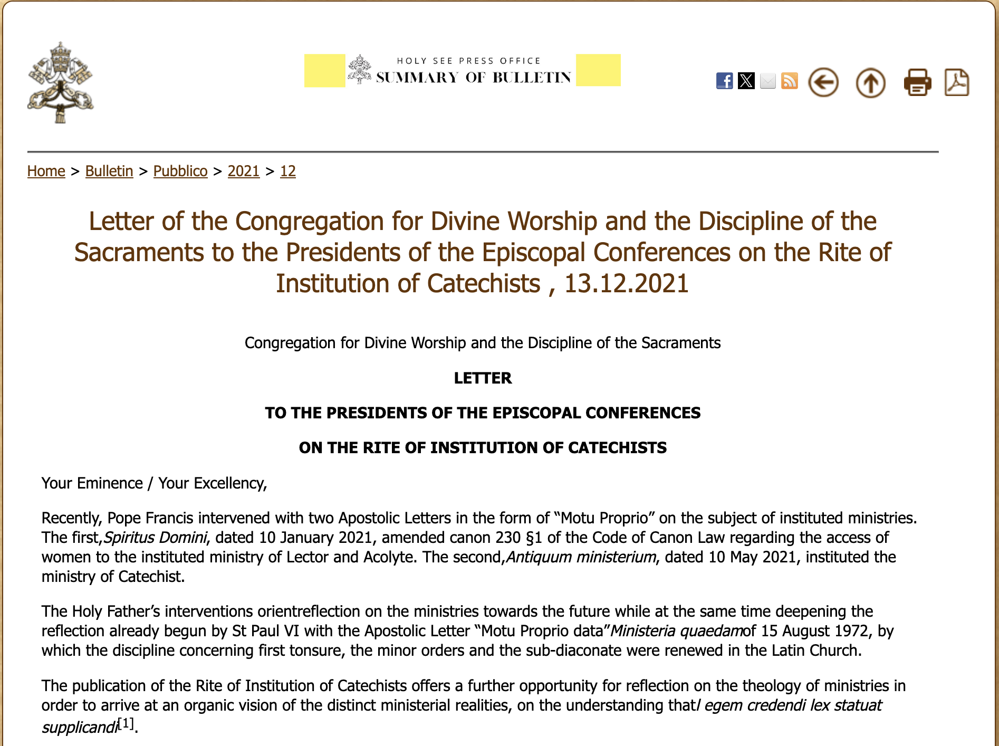 HOLY SEE PRESS OFFICE
SUMMARY OF BULLETIN
Home > Bulletin > Pubblico > 2021 > 12
Letter of the Congregation for Divine Worship and the Discipline of the
Sacraments to the Presidents of the Episcopal Conferences on the Rite of
Institution of Catechists , 13.12.2021
Congregation for Divine Worship and the Discipline of the Sacraments
LETTER
TO THE PRESIDENTS OF THE EPISCOPAL CONFERENCES
ON THE RITE OF INSTITUTION OF CATECHISTS
Your Eminence / Your Excellency,
Recently, Pope Francis intervened with two Apostolic Letters in the form of “Motu Proprio” on the subject of instituted ministries.
The first,Spiritus Domini, dated 10 January 2021, amended canon 230 §1 of the Code of Canon Law regarding the access of
women to the instituted ministry of Lector and Acolyte. The second,Antiquum ministerium, dated 10 May 2021, instituted the
ministry of Catechist.
The Holy Father’s interventions orientreflection on the ministries towards the future while at the same time deepening the
reflection already begun by St Paul VI with the Apostolic Letter “Motu Proprio data”Ministeria quaedamof 15 August 1972, by
which the discipline concerning first tonsure, the minor orders and the sub-diaconate were renewed in the Latin Church.
The publication of the Rite of Institution of Catechists offers a further opportunity for reflection on the theology of ministries in
order to arrive at an organic vision of the distinct ministerial realities, on the understanding thatl egem credendi lex statuat
supplicandi[1].